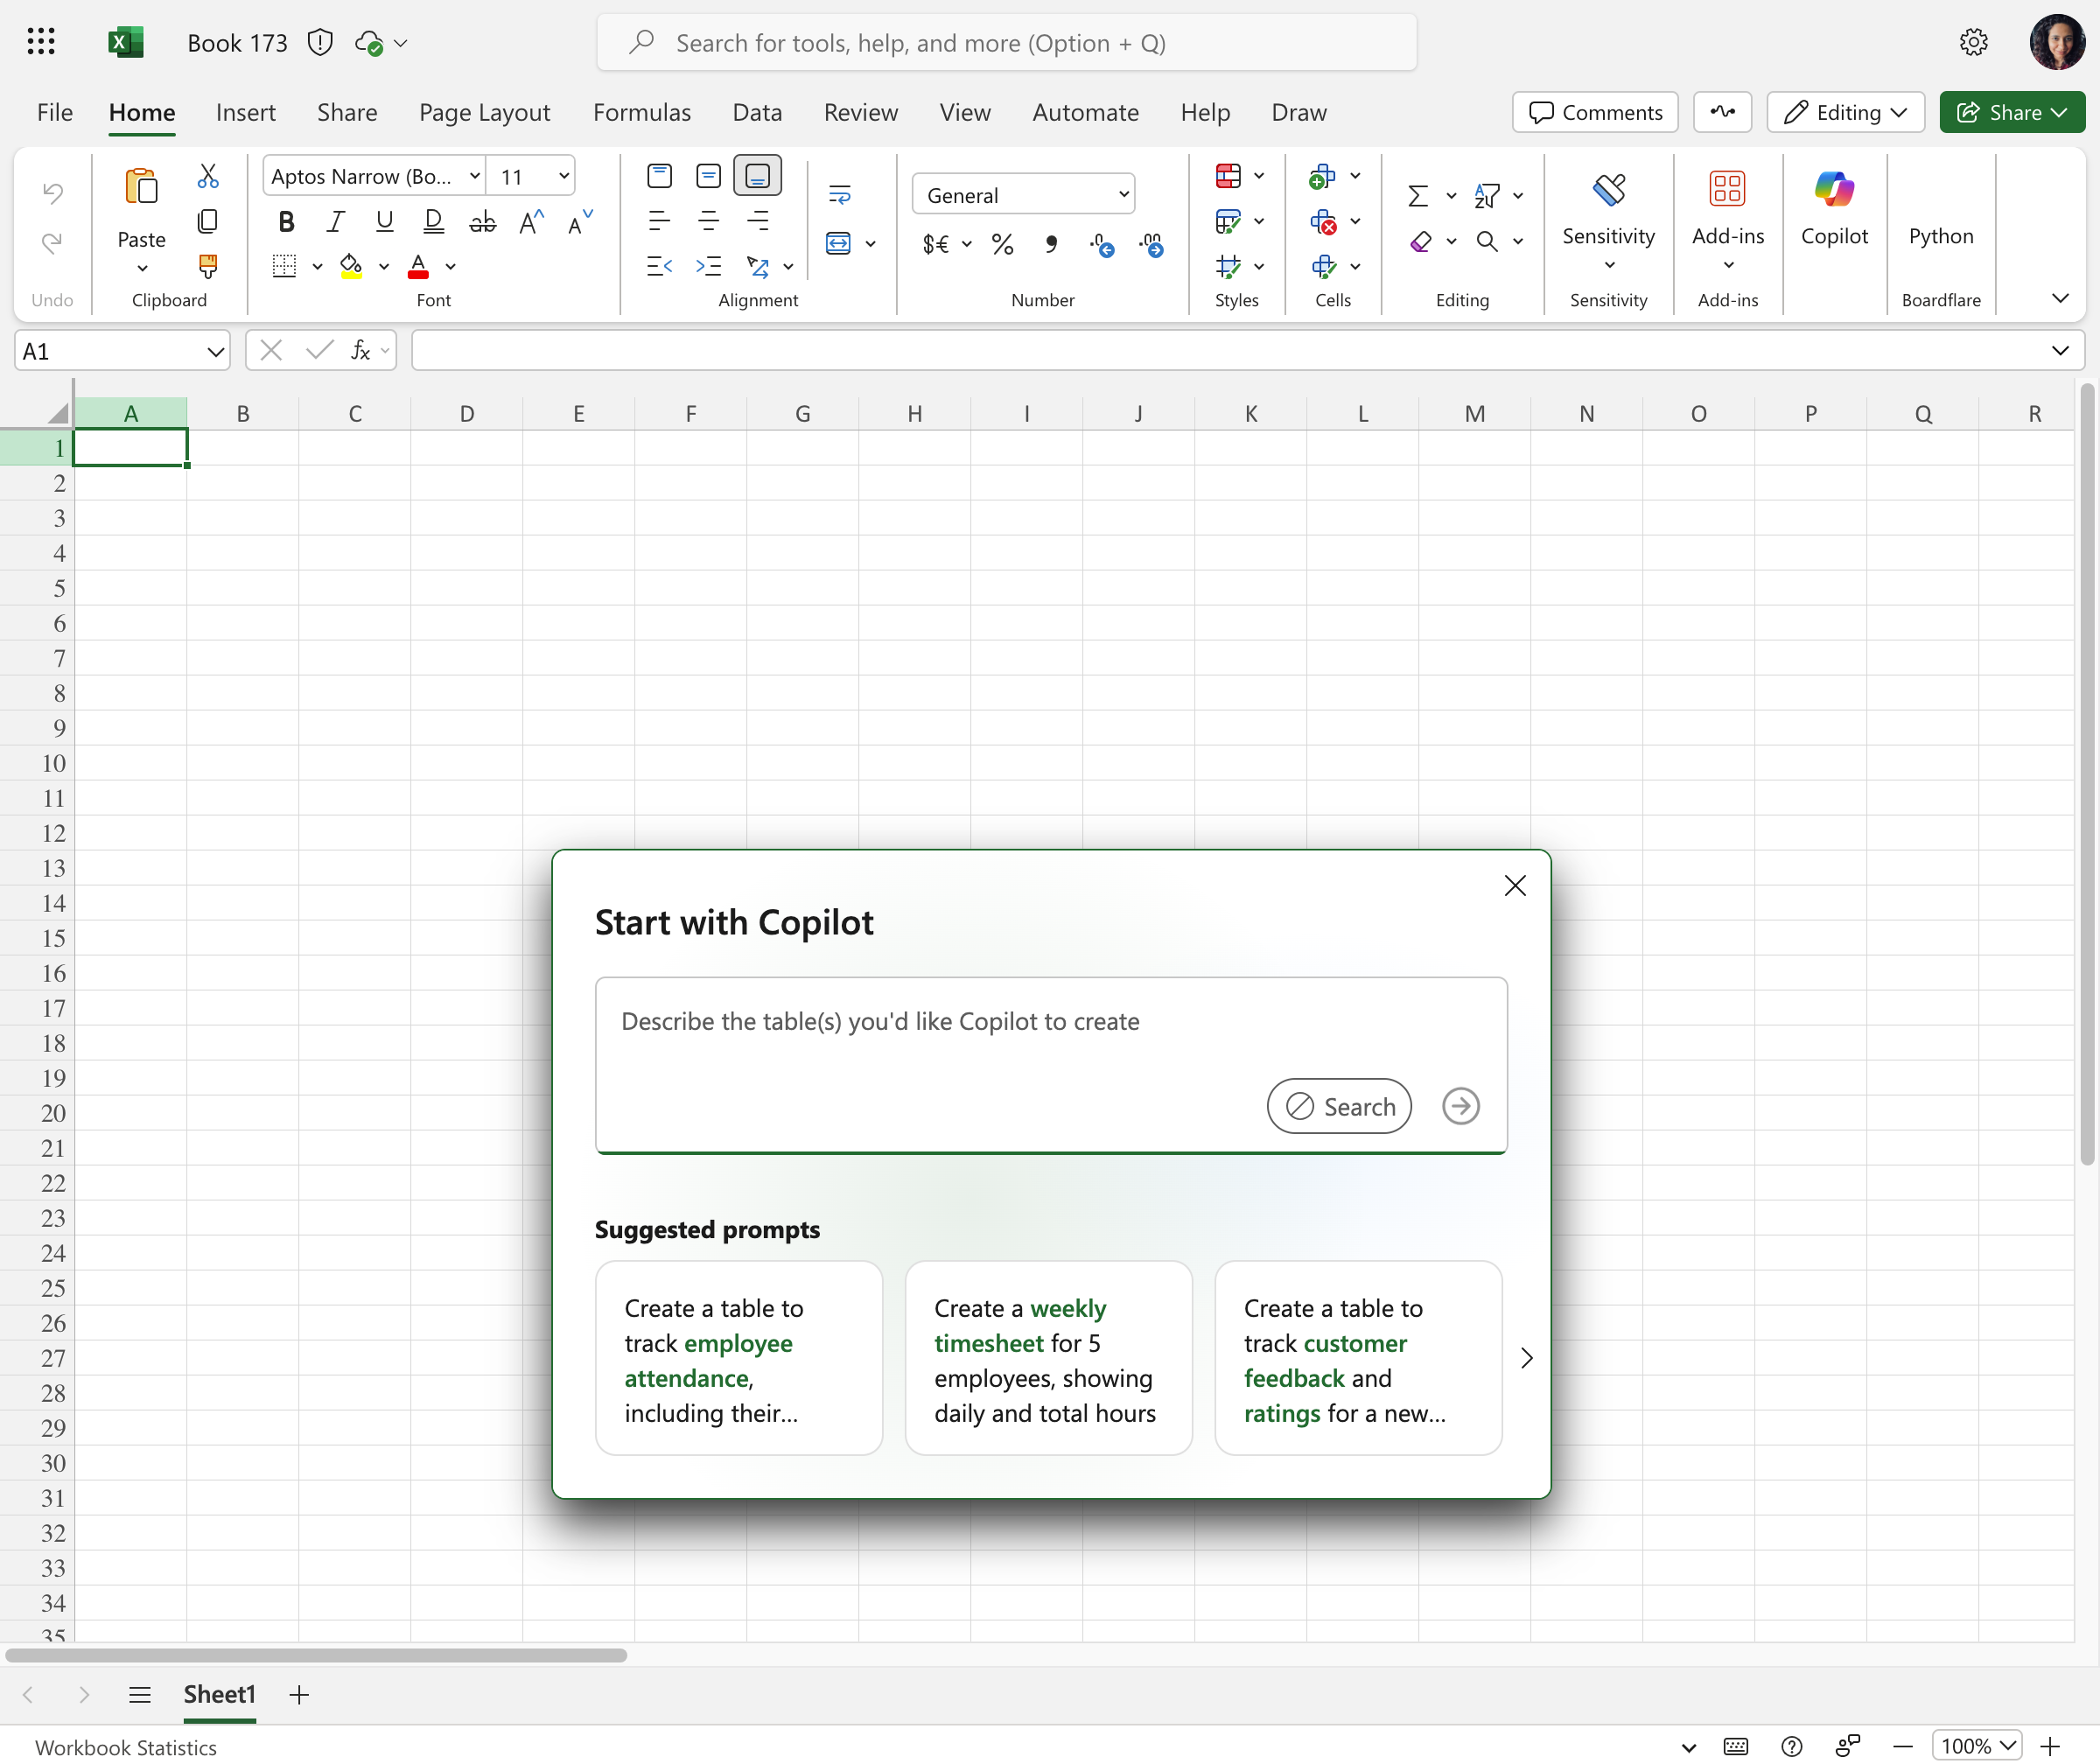 Book 173
Search for tools, help, and more (Option + Q)
File Home Insert Share Page Layout Formulas Data Review View Automate Help Draw
Comments Editing Share
Undo
Paste
Clipboard
Aptos Narrow (Bo... 11
Font
Alignment
General
Number
Styles
Cells
Editing
Sensitivity
Sensitivity
Add-ins
Add-ins
Copilot
Python
Boardflare
A1
fx
A B C D E F G H I J K L M N O P Q R
1
2
3
4
5
6
7
8
9
10
11
12
13
14
15
16
17
18
19
20
21
22
23
24
25
26
27
28
29
30
31
32
33
34
35
Start with Copilot
Describe the table(s) you'd like Copilot to create
Search
Suggested prompts
Create a table to
track employee
attendance,
including their...
Create a weekly
timesheet for 5
employees, showing
daily and total hours
Create a table to
track customer
feedback and
ratings for a new...
Sheet1
Workbook Statistics
100%